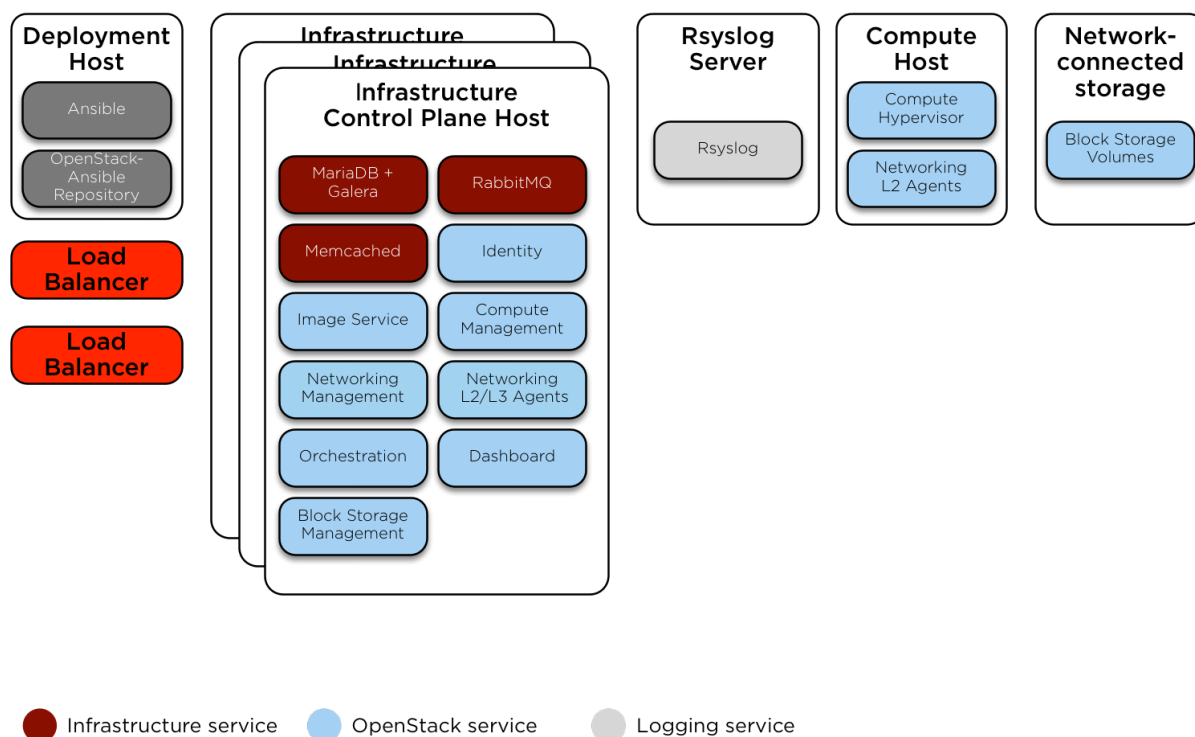 Deployment
Host
Ansible
OpenStack-
Ansible
Repository
Load
Balancer
Load
Balancer
Infrastructure
Infrastructure
Infrastructure
Control Plane Host
MariaDB +
Galera
RabbitMQ
Memcached
Identity
Image Service
Compute
Management
Networking
Management
Networking
L2/L3 Agents
Orchestration
Dashboard
Block Storage
Management
Rsyslog
Server
Rsyslog
Compute
Host
Compute
Hypervisor
Networking
L2 Agents
Network-
connected
storage
Block Storage
Volumes
Infrastructure service
OpenStack service
Logging service